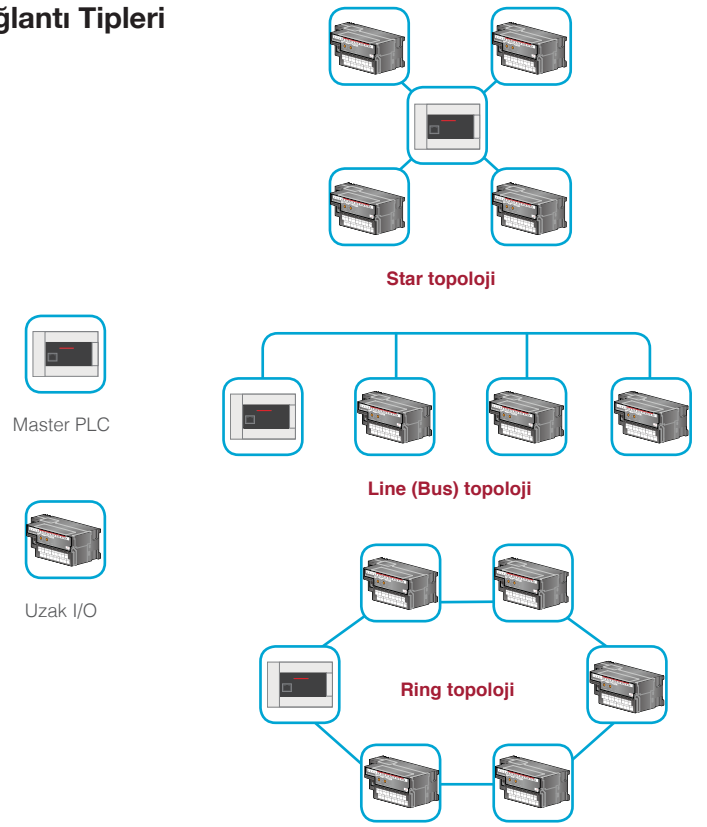 ğlantı Tipleri
Star topoloji
Master PLC
Line (Bus) topoloji
Uzak I/O
Ring topoloji